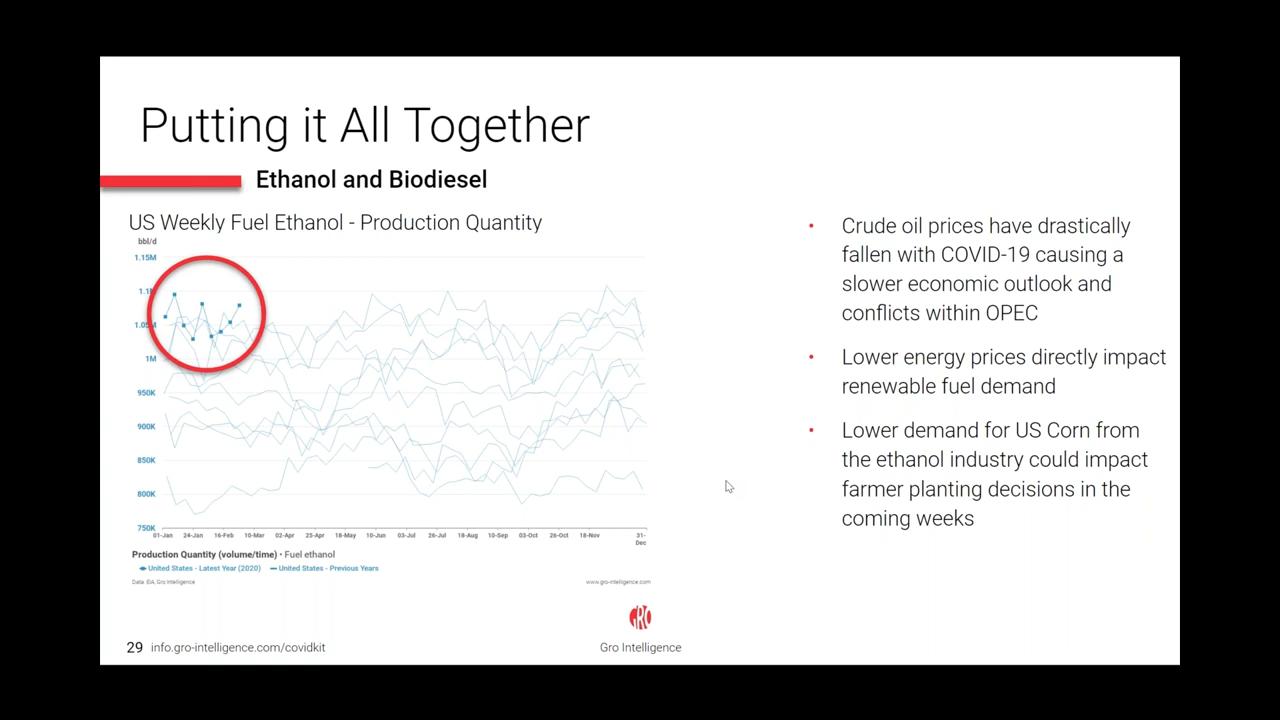 Putting it All Together
Ethanol and Biodiesel
US Weekly Fuel Ethanol - Production Quantity
bbl/d
1.15M
1.05M
1M
950K
900K
850K
800K
750K
01-Jan 24-Jan 16-Feb 10-Mar 02-Apr 25-Apr 18-May 10-Jun 03-Jul 26-Jul 18-Aug 10-Sep 03-Oct 26-Oct 18-Nov 31-
Dec
Production Quantity (volume/time) • Fuel ethanol
United States - Latest Year (2020) United States - Previous Years
Data: EIA, Gro Intelligence www.gro-intelligence.com
• Crude oil prices have drastically
fallen with COVID-19 causing a
slower economic outlook and
conflicts within OPEC
• Lower energy prices directly impact
renewable fuel demand
• Lower demand for US Corn from
the ethanol industry could impact
farmer planting decisions in the
coming weeks
GRO
29 info.gro-intelligence.com/covidkit
Gro Intelligence